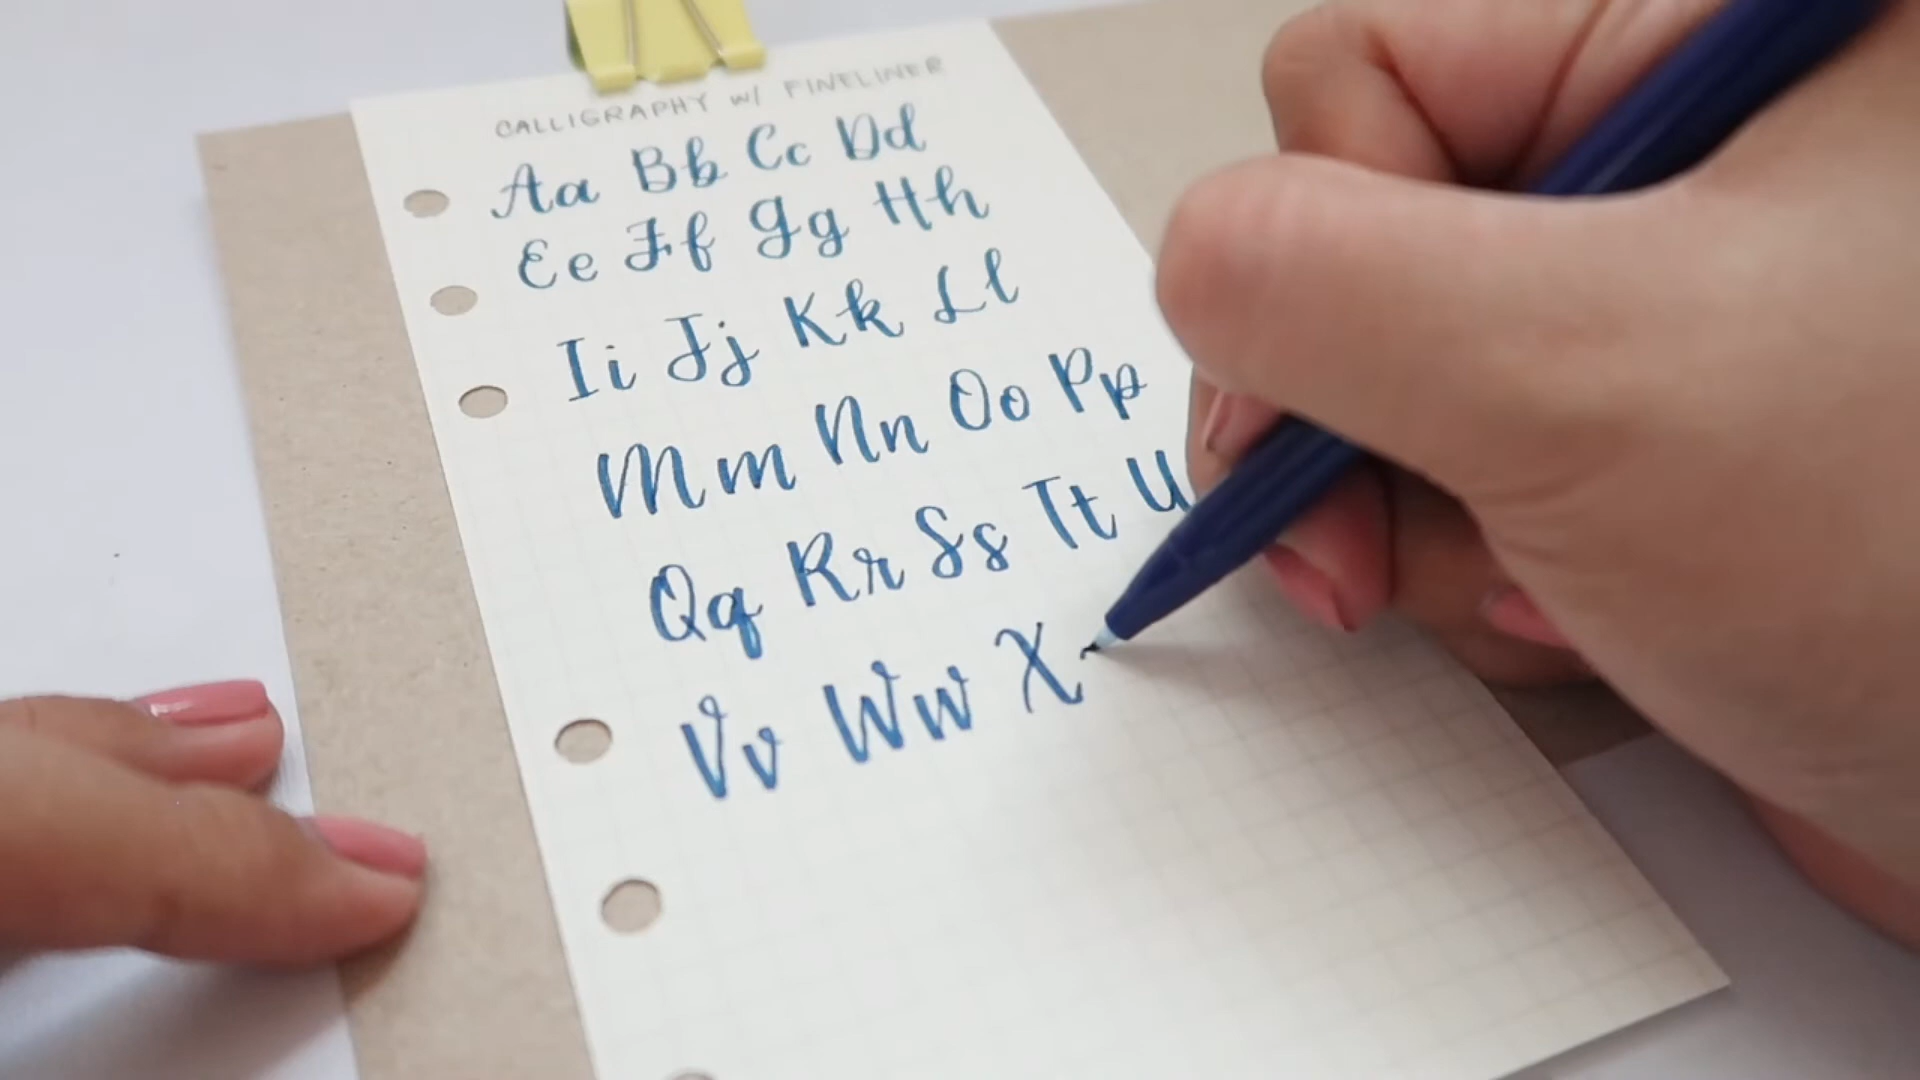 CALLIGRAPHY w/ FINELINER
Aa Bb Cc Dd
Ee Ff Gg Hh
Ii Jj Kk Ll
Mm Nn Oo Pp
Qq Rr Ss Tt U
Vv Ww X